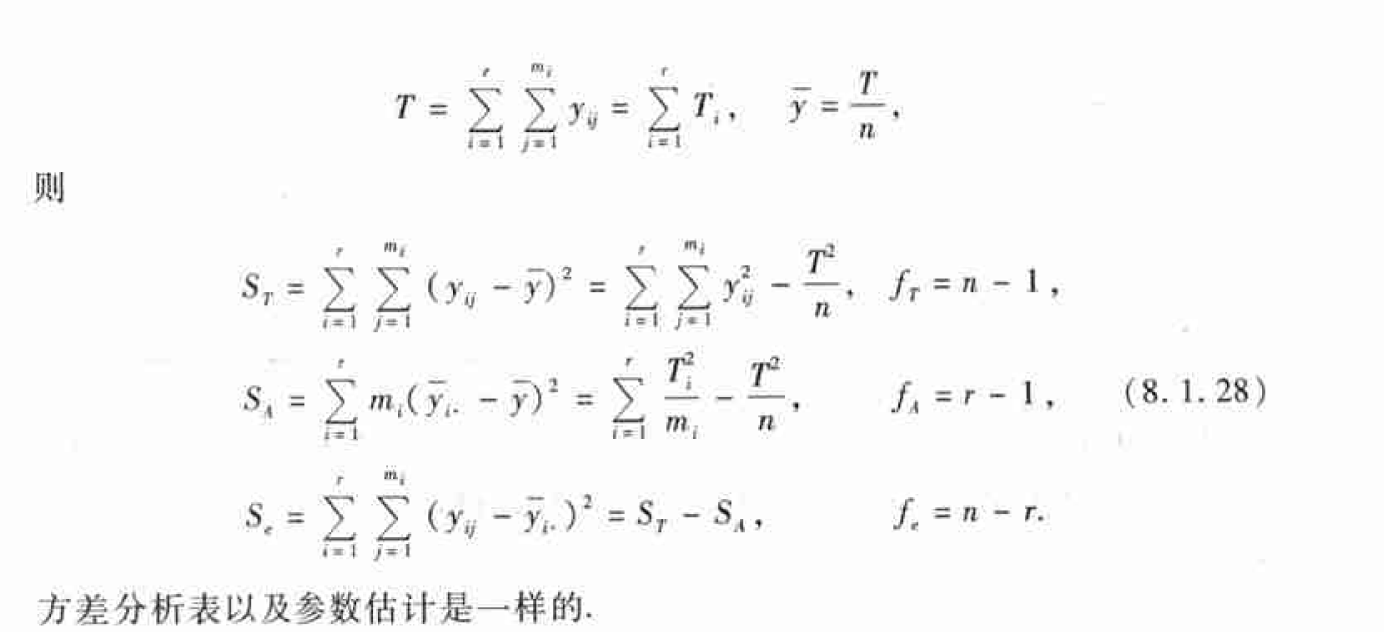 $T = \sum_{i=1}^{r} \sum_{j=1}^{m_i} y_{ij} = \sum_{i=1}^{r} T_i, \quad \bar{y} = \frac{T}{n},$
则
$S_T = \sum_{i=1}^{r} \sum_{j=1}^{m_i} (y_{ij} - \bar{y})^2 = \sum_{i=1}^{r} \sum_{j=1}^{m_i} y_{ij}^2 - \frac{T^2}{n}, \quad f_T = n - 1,$
$S_A = \sum_{i=1}^{r} m_i (\bar{y}_{i\cdot} - \bar{y})^2 = \sum_{i=1}^{r} \frac{T_i^2}{m_i} - \frac{T^2}{n}, \quad f_A = r - 1, \quad (8.1.28)$
$S_e = \sum_{i=1}^{r} \sum_{j=1}^{m_i} (y_{ij} - \bar{y}_{i\cdot})^2 = S_T - S_A, \quad f_e = n - r.$
方差分析表以及参数估计是一样的.